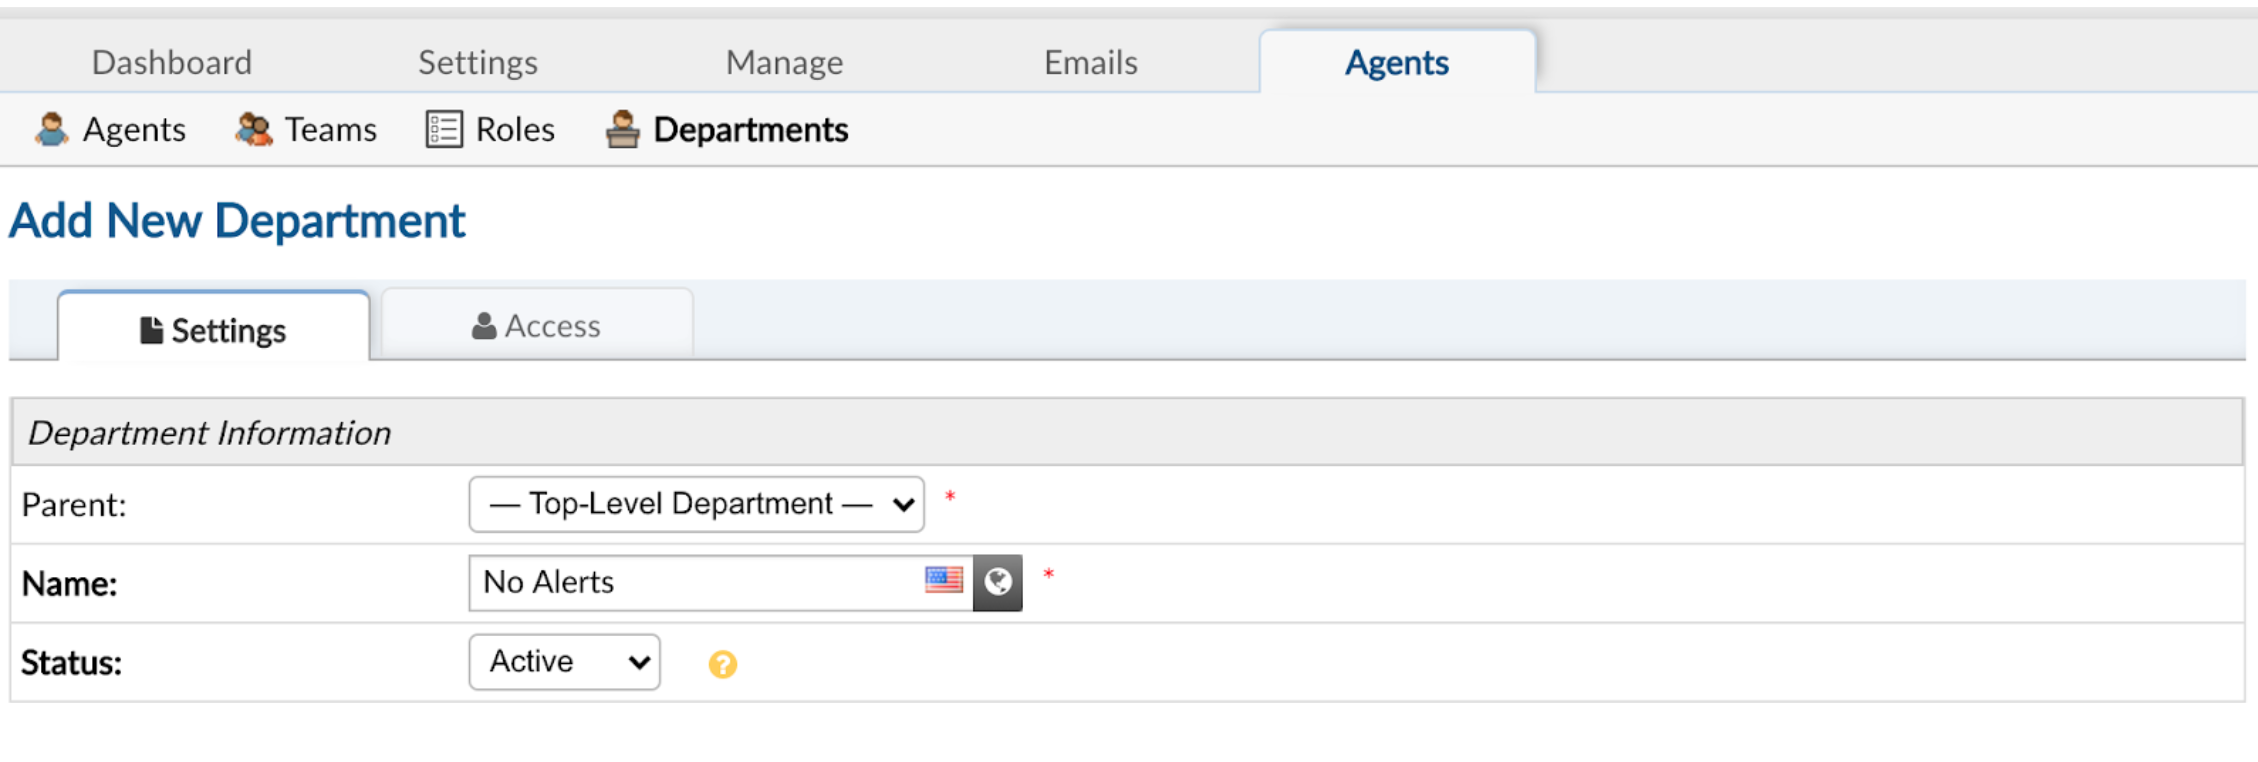 Dashboard Settings Manage Emails Agents
Agents Teams Roles Departments
Add New Department
Settings Access
Department Information
Parent: — Top-Level Department — *
Name: No Alerts *
Status: Active ?